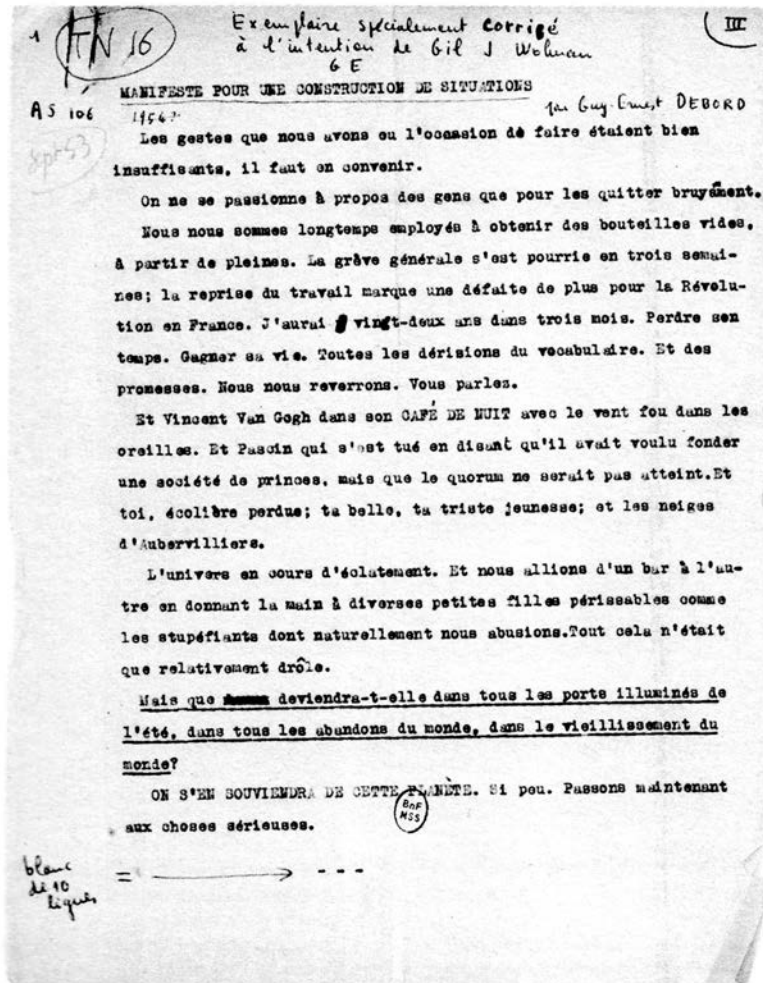 1
TN 16
Exemplaire spécialement corrigé
à l'intention de Gil J Wolman
G E
III
MANIFESTE POUR UNE CONSTRUCTION DE SITUATIONS
AS 106
par Guy-Ernest DEBORD
sept 53
Les gestes que nous avons eu l'occasion de faire étaient bien
insuffisants, il faut en convenir.
On ne se passionne à propos des gens que pour les quitter bruyament.
Nous nous sommes longtemps employés à obtenir des bouteilles vides,
à partir de pleines. La grève générale s'est pourrie en trois semai-
nes; la reprise du travail marque une défaite de plus pour la Révolu-
tion en France. J'aurai vingt-deux ans dans trois mois. Perdre son
temps. Gagner sa vie. Toutes les dérisions du vocabulaire. Et des
promesses. Nous nous reverrons. Vous parlez.
Et Vincent Van Gogh dans son CAFÉ DE NUIT avec le vent fou dans les
oreilles. Et Pascin qui s'est tué en disant qu'il avait voulu fonder
une société de princes, mais que le quorum ne serait pas atteint.Et
toi, écolière perdue; ta belle, ta triste jeunesse; et les neiges
d'Aubervilliers.
L'univers en cours d'éclatement. Et nous allions d'un bar à l'au-
tre en donnant la main à diverses petites filles périssables comme
les stupéfiants dont naturellement nous abusions.Tout cela n'était
que relativement drôle.
Mais que deviendra-t-elle dans tous les ports illuminés de
l'été, dans tous les abandons du monde, dans le vieillissement du
monde?
ON S'EN SOUVIENDRA DE CETTE PLANÈTE. Si peu. Passons maintenant
aux choses sérieuses.
BnF
MSS
blanc
de 10
lignes
= ⟶ - - -